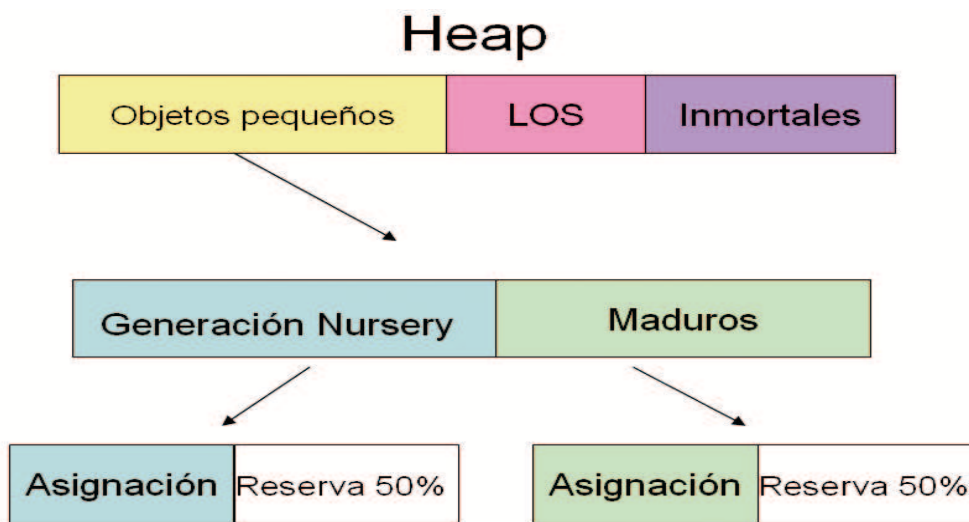 Heap
Objetos pequeños LOS Inmortales
Generación Nursery Maduros
Asignación Reserva 50% Asignación Reserva 50%